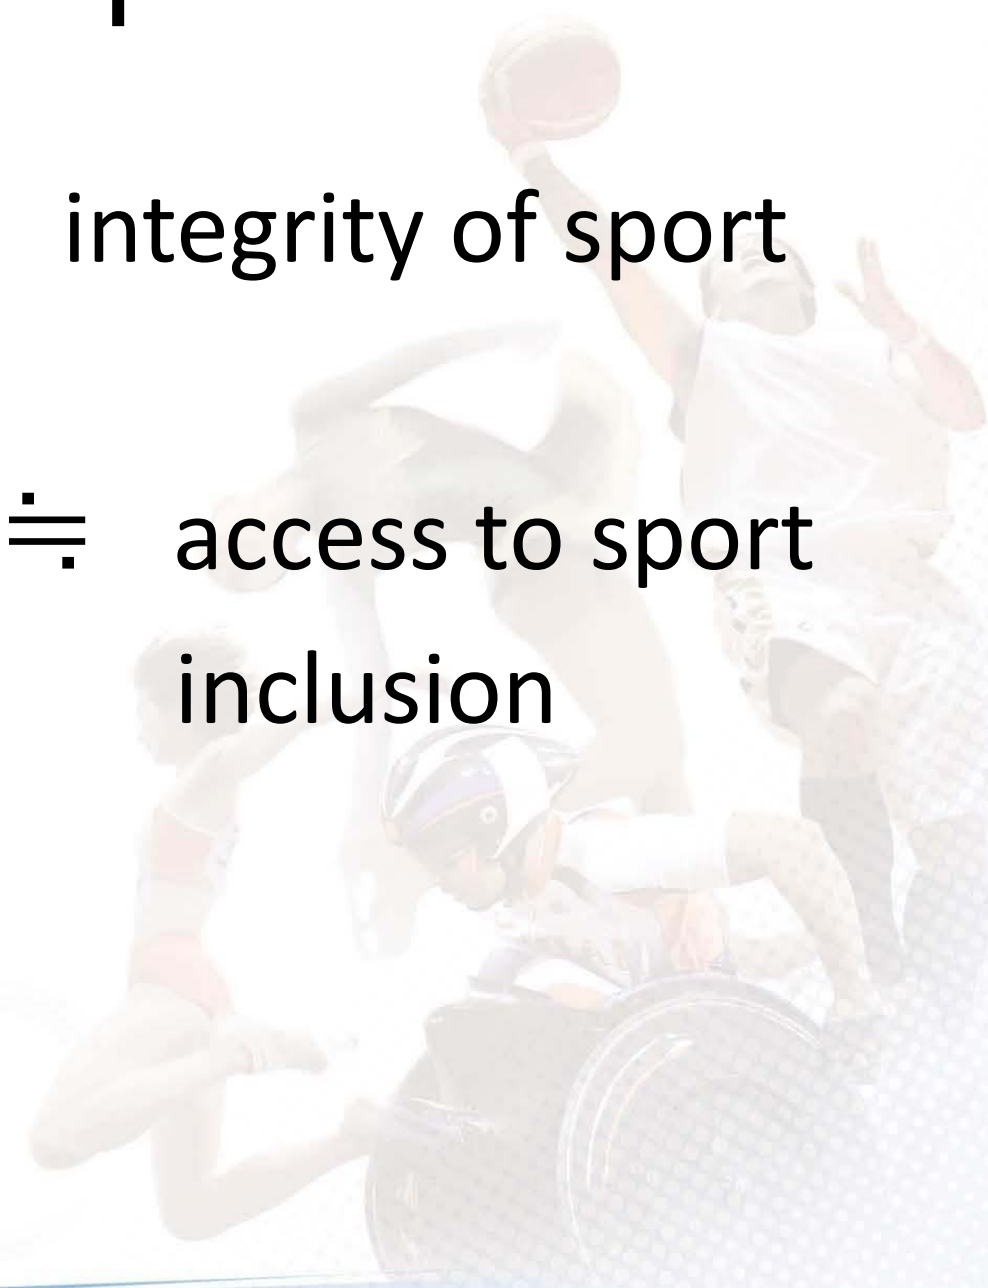 integrity of sport
≒ access to sport
inclusion